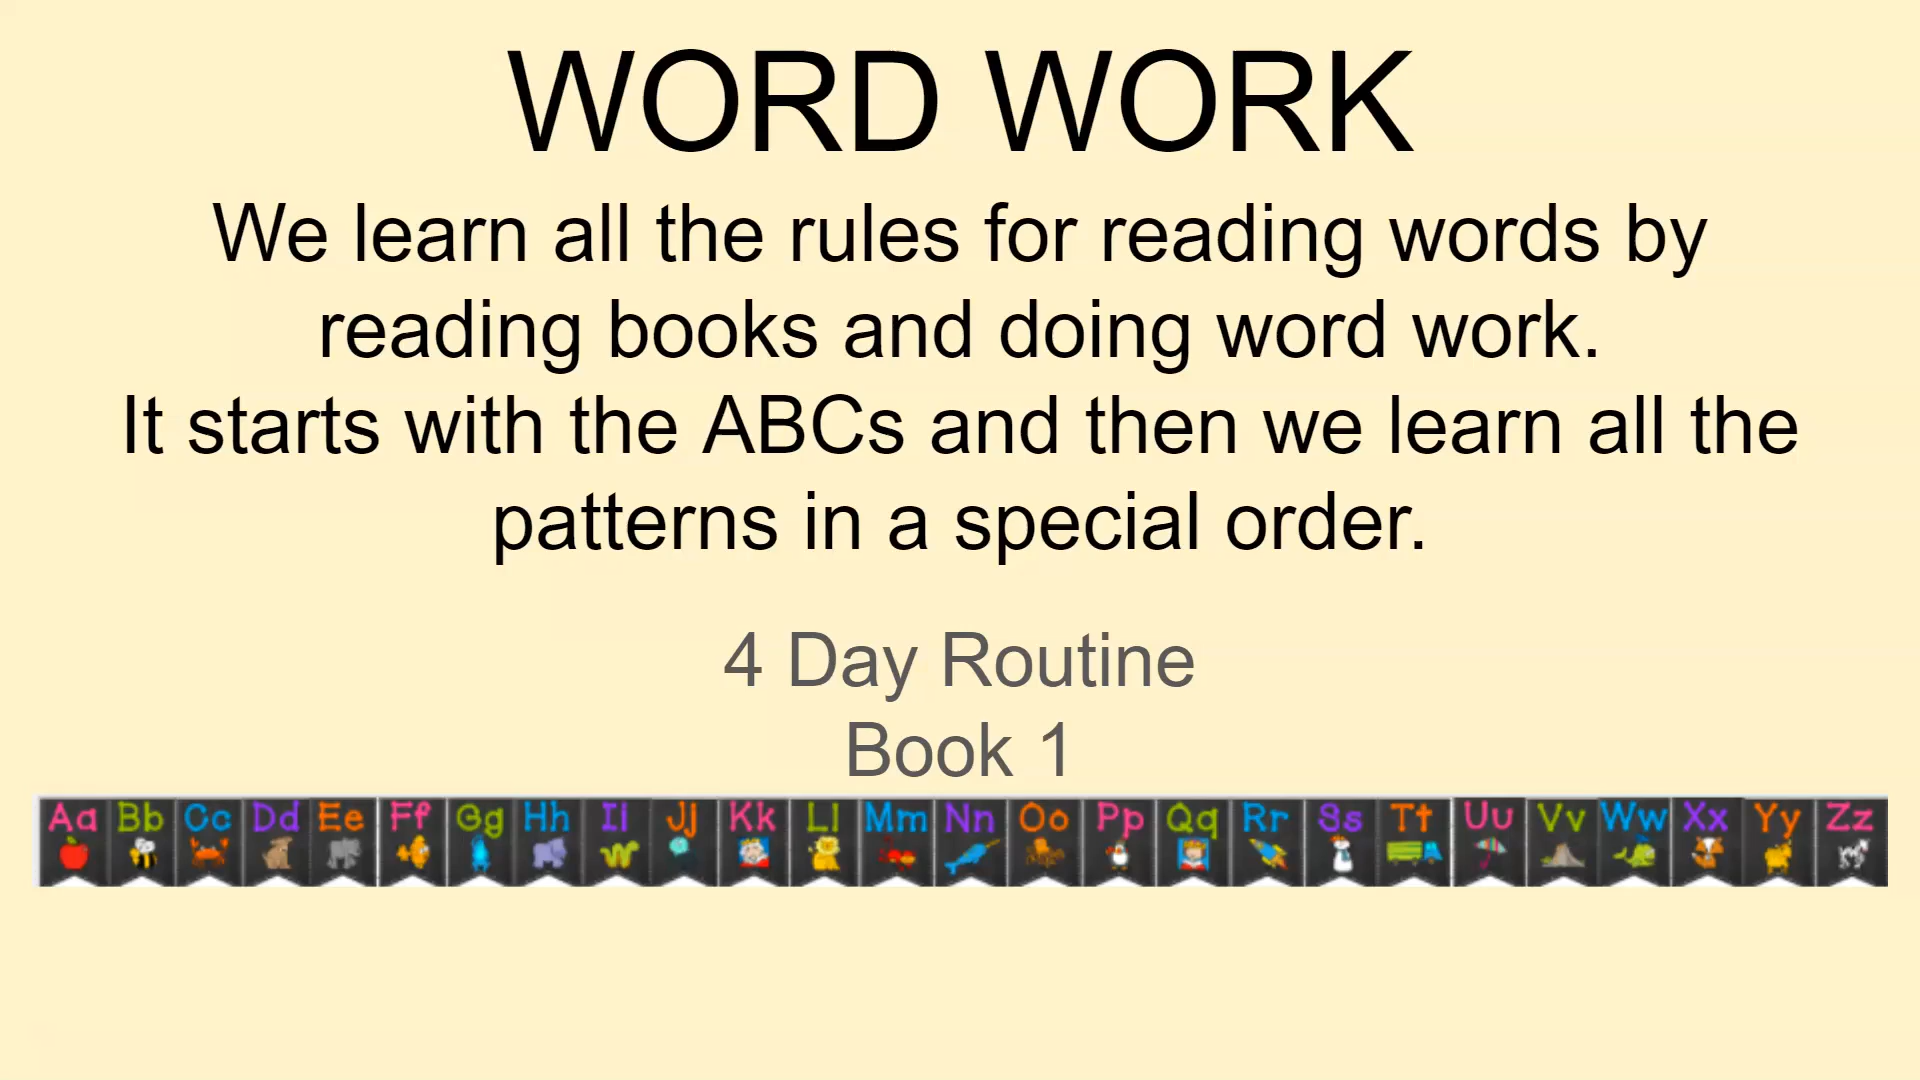 WORD WORK
We learn all the rules for reading words by
reading books and doing word work.
It starts with the ABCs and then we learn all the
patterns in a special order.
4 Day Routine
Book 1
Aa Bb Cc Dd Ee Ff Gg Hh Ii Jj Kk Ll Mm Nn Oo Pp Qq Rr Ss Tt Uu Vv Ww Xx Yy Zz